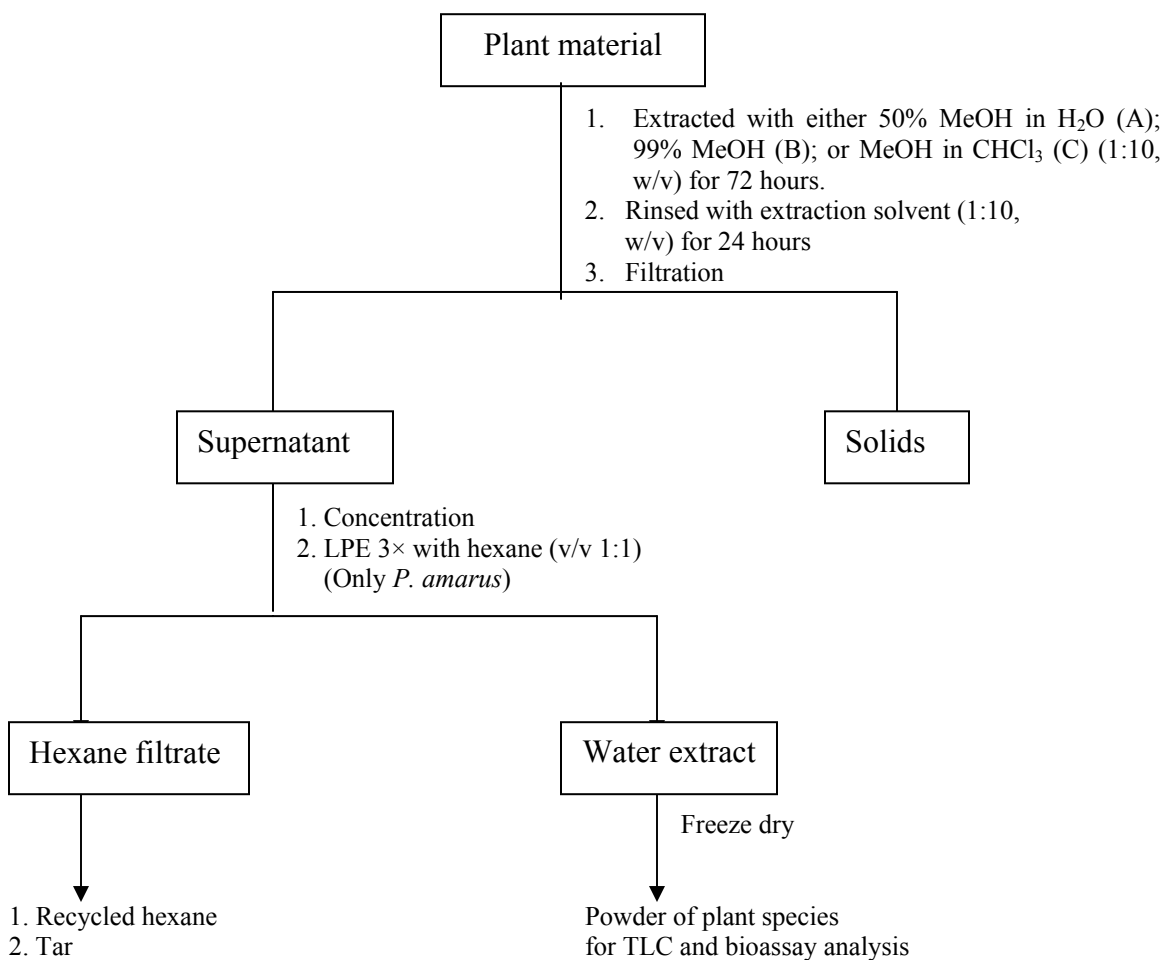 Plant material
1. Extracted with either 50% MeOH in H₂O (A);
99% MeOH (B); or MeOH in CHCl₃ (C) (1:10,
w/v) for 72 hours.
2. Rinsed with extraction solvent (1:10,
w/v) for 24 hours
3. Filtration
Supernatant
Solids
1. Concentration
2. LPE 3× with hexane (v/v 1:1)
(Only P. amarus)
Hexane filtrate
Water extract
Freeze dry
1. Recycled hexane
2. Tar
Powder of plant species
for TLC and bioassay analysis